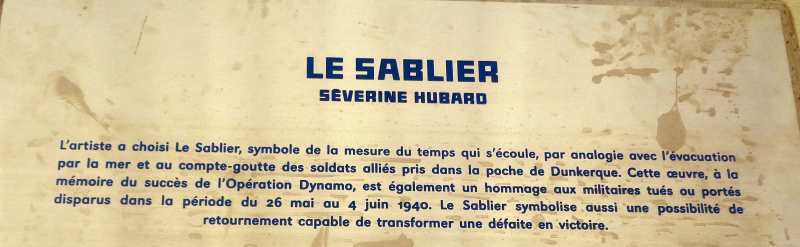 LE SABLIER
SÉVERINE HUBARD
L'artiste a choisi Le Sablier, symbole de la mesure du temps qui s'écoule, par analogie avec l'évacuation
par la mer et au compte-goutte des soldats alliés pris dans la poche de Dunkerque. Cette œuvre, à la
mémoire du succès de l'Opération Dynamo, est également un hommage aux militaires tués ou portés
disparus dans la période du 26 mai au 4 juin 1940. Le Sablier symbolise aussi une possibilité de
retournement capable de transformer une défaite en victoire.